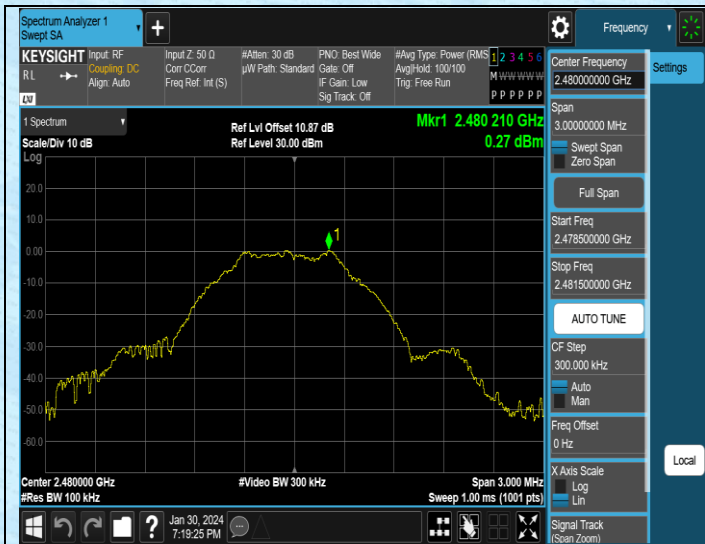 Spectrum Analyzer 1
Swept SA
+
Frequency
KEYSIGHT
RL
LXI
Input: RF
Coupling: DC
Align: Auto
Input Z: 50 Ω
Corr CCorr
Freq Ref: Int (S)
#Atten: 30 dB
µW Path: Standard
PNO: Best Wide
Gate: Off
IF Gain: Low
Sig Track: Off
#Avg Type: Power (RMS
Avg|Hold: 100/100
Trig: Free Run
1 2 3 4 5 6
M W W W W W
P P P P P P
1 Spectrum
Scale/Div 10 dB
Log
Ref Lvl Offset 10.87 dB
Ref Level 30.00 dBm
Mkr1 2.480 210 GHz
0.27 dBm
1
20.0
10.0
0.00
-10.0
-20.0
-30.0
-40.0
-50.0
-60.0
Center 2.480000 GHz
#Res BW 100 kHz
#Video BW 300 kHz
Span 3.000 MHz
Sweep 1.00 ms (1001 pts)
?
Jan 30, 2024
7:19:25 PM
Center Frequency
2.480000000 GHz
Span
3.00000000 MHz
Swept Span
Zero Span
Full Span
Start Freq
2.478500000 GHz
Stop Freq
2.481500000 GHz
AUTO TUNE
CF Step
300.000 kHz
Auto
Man
Freq Offset
0 Hz
X Axis Scale
Log
Lin
Signal Track
(Span Zoom)
Settings
Local